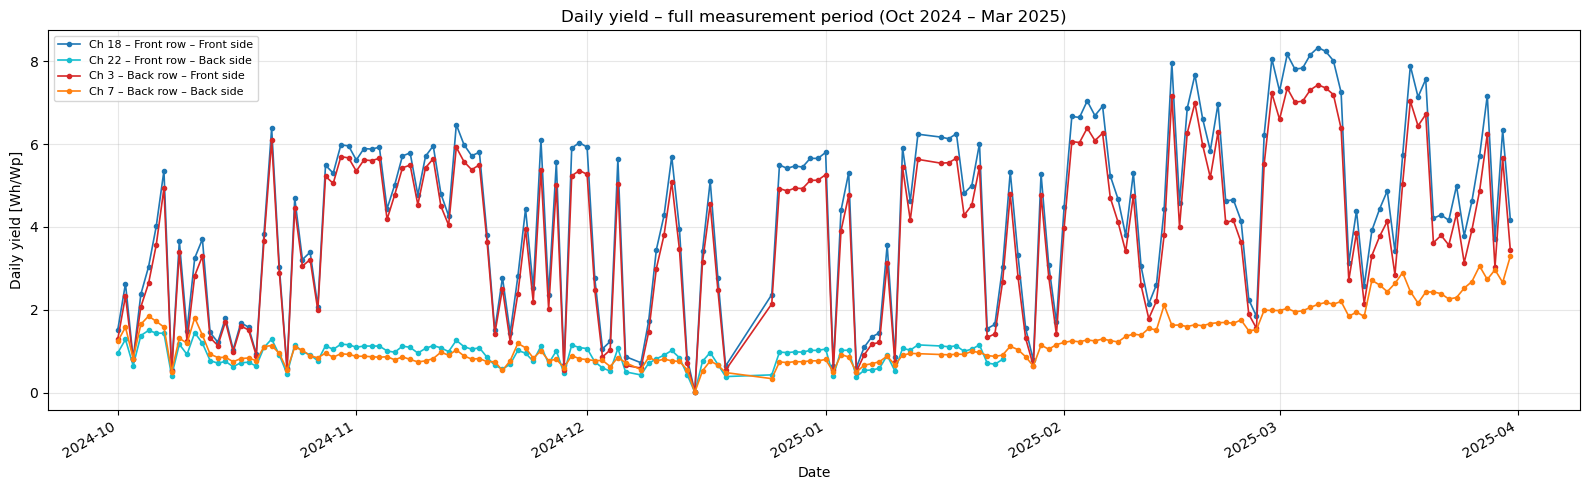 Daily yield – full measurement period (Oct 2024 – Mar 2025)
Ch 18 – Front row – Front side
Ch 22 – Front row – Back side
Ch 3 – Back row – Front side
Ch 7 – Back row – Back side
Daily yield [Wh/Wp]
8
6
4
2
0
2024-10
2024-11
2024-12
2025-01
2025-02
2025-03
2025-04
Date